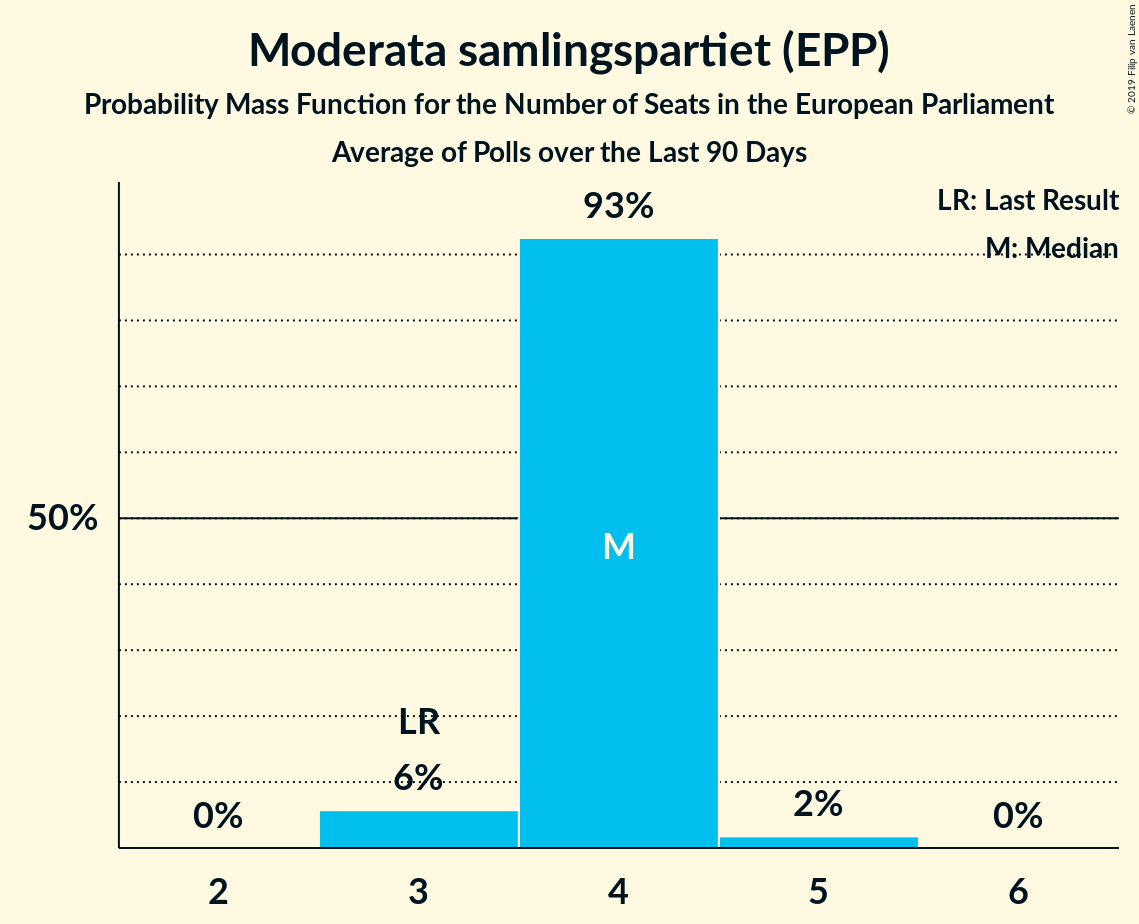 Moderata samlingspartiet (EPP)
Probability Mass Function for the Number of Seats in the European Parliament
Average of Polls over the Last 90 Days
© 2019 Filip van Laenen
LR: Last Result
M: Median
93%
50%
M
LR
6%
0%
2%
0%
2
3
4
5
6